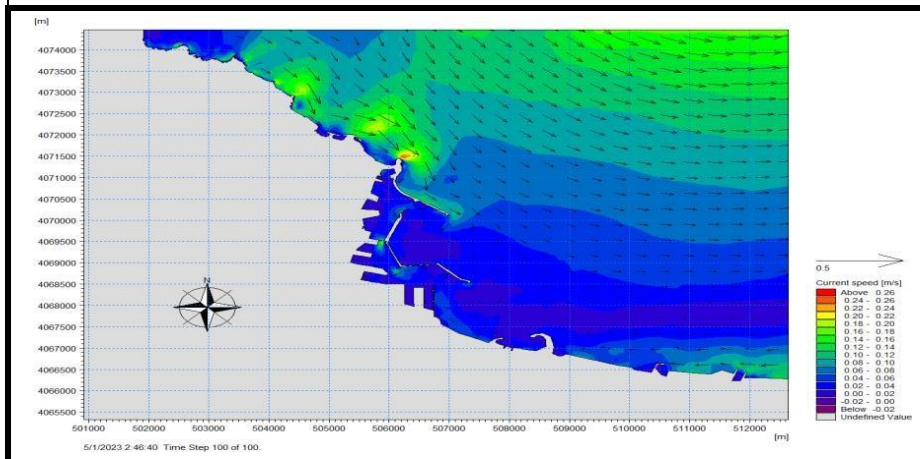 [m]
4074000
4073500
4073000
4072500
4072000
4071500
4071000
4070500
4070000
4069500
4069000
4068500
4068000
4067500
4067000
4066500
4066000
4065500
N
501000 502000 503000 504000 505000 506000 507000 508000 509000 510000 511000 512000
[m]
5/1/2023 2:46:40 Time Step 100 of 100.
0.5
Current speed [m/s]
Above 0.26
0.24 - 0.26
0.22 - 0.24
0.20 - 0.22
0.18 - 0.20
0.16 - 0.18
0.14 - 0.16
0.12 - 0.14
0.10 - 0.12
0.08 - 0.10
0.06 - 0.08
0.04 - 0.06
0.02 - 0.04
0.00 - 0.02
-0.02 - 0.00
Below -0.02
Undefined Value